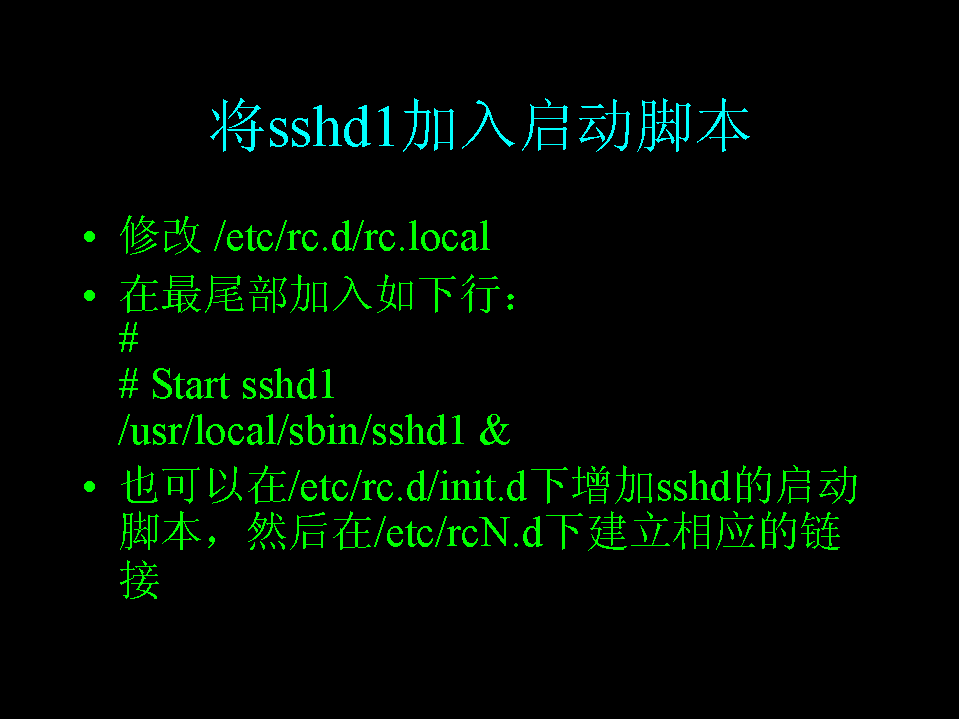 将sshd1加入启动脚本
• 修改 /etc/rc.d/rc.local
• 在最尾部加入如下行：
#
# Start sshd1
/usr/local/sbin/sshd1 &
• 也可以在/etc/rc.d/init.d下增加sshd的启动
脚本，然后在/etc/rcN.d下建立相应的链
接